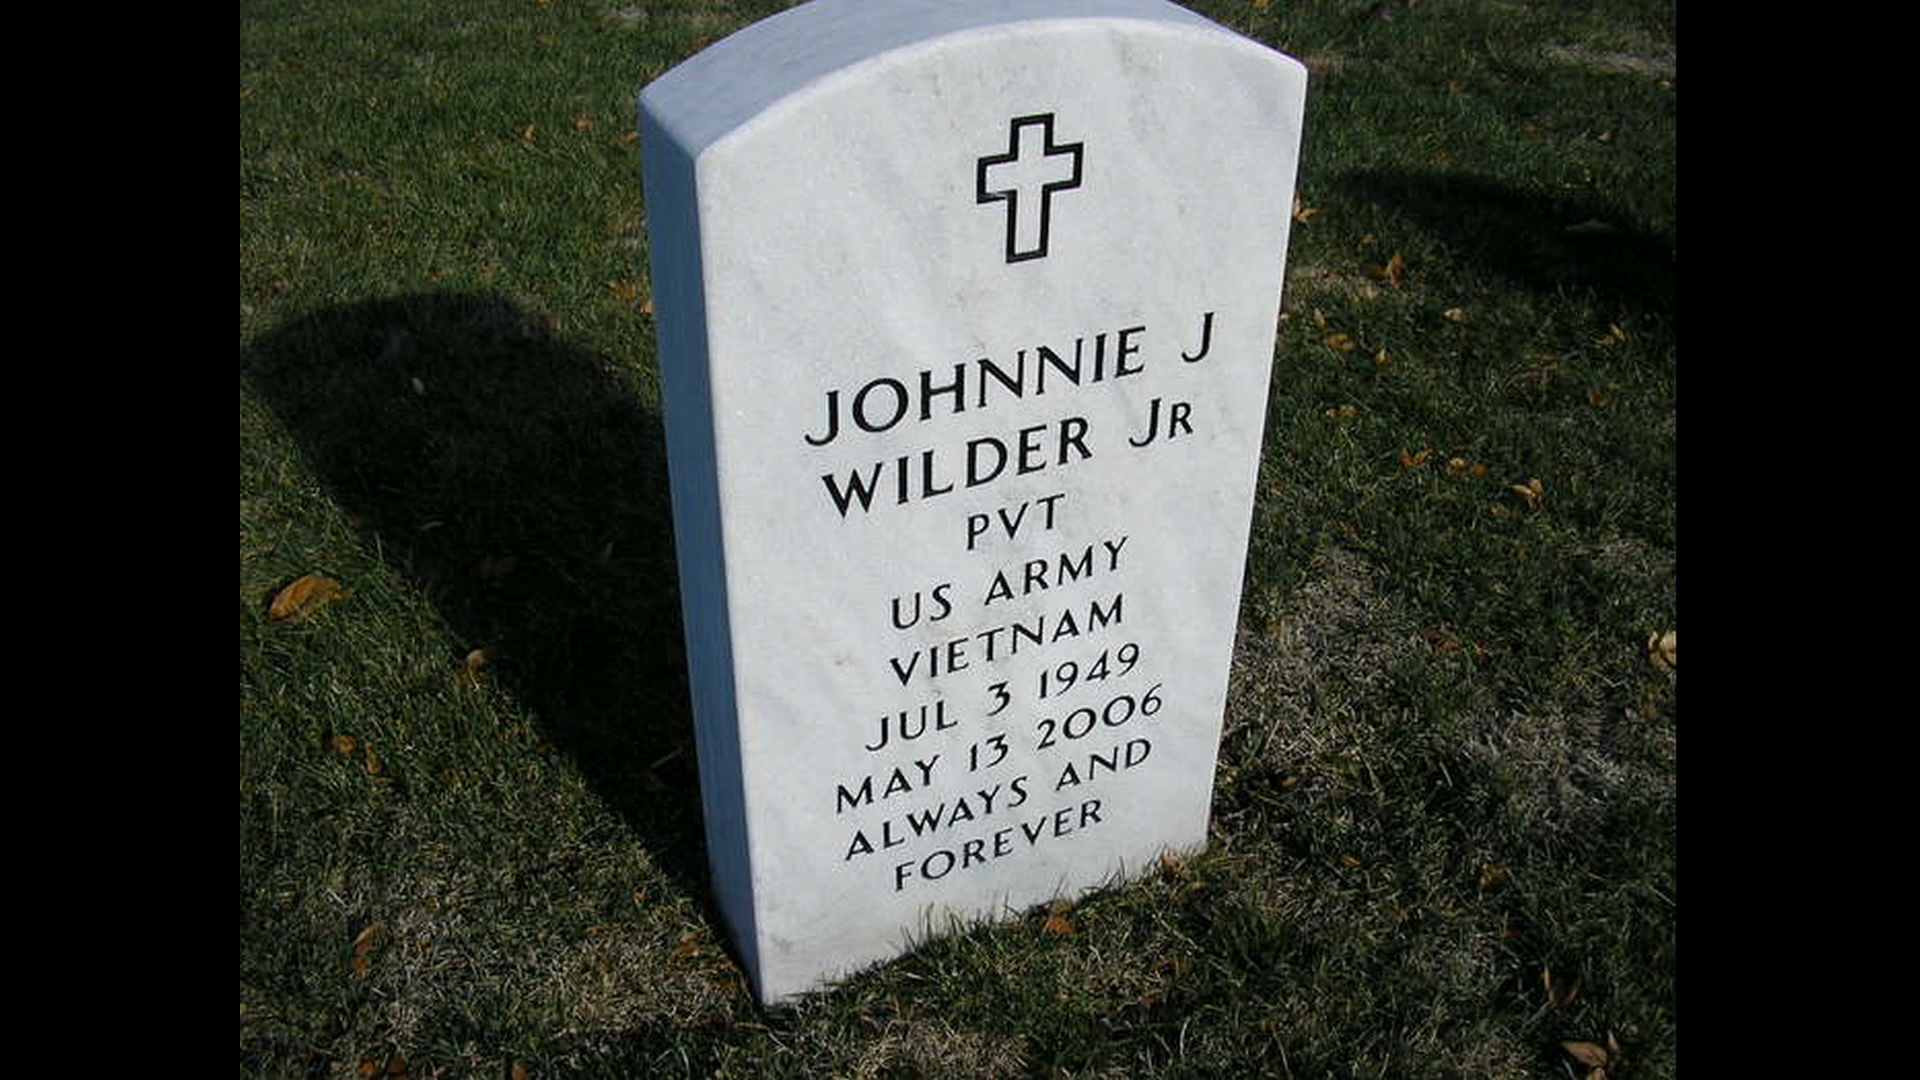 JOHNNIE J
WILDER JR
PVT
US ARMY
VIETNAM
JUL 3 1949
MAY 13 2006
ALWAYS AND
FOREVER